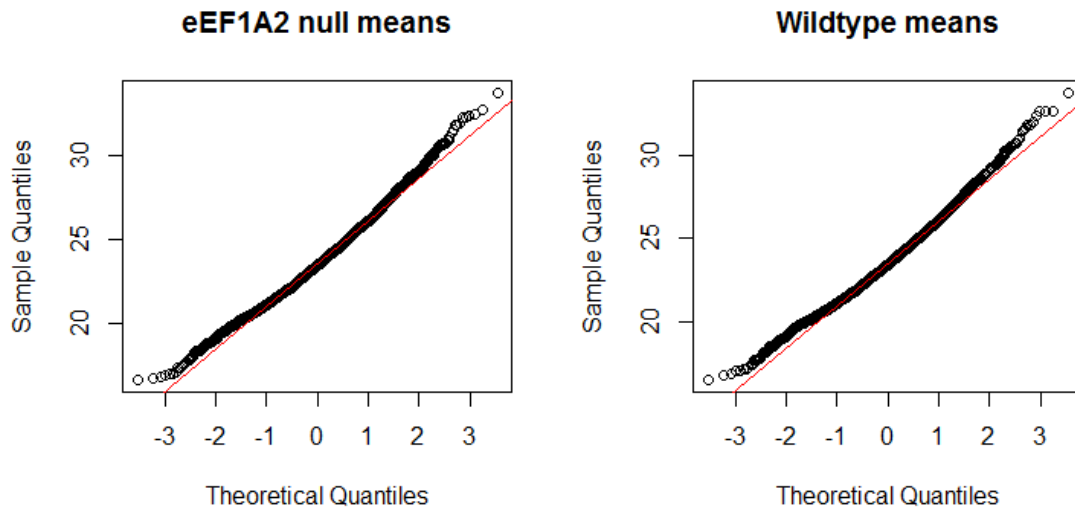 eEF1A2 null means
Sample Quantiles
30
25
20
-3 -2 -1 0 1 2 3
Theoretical Quantiles
Wildtype means
Sample Quantiles
30
25
20
-3 -2 -1 0 1 2 3
Theoretical Quantiles